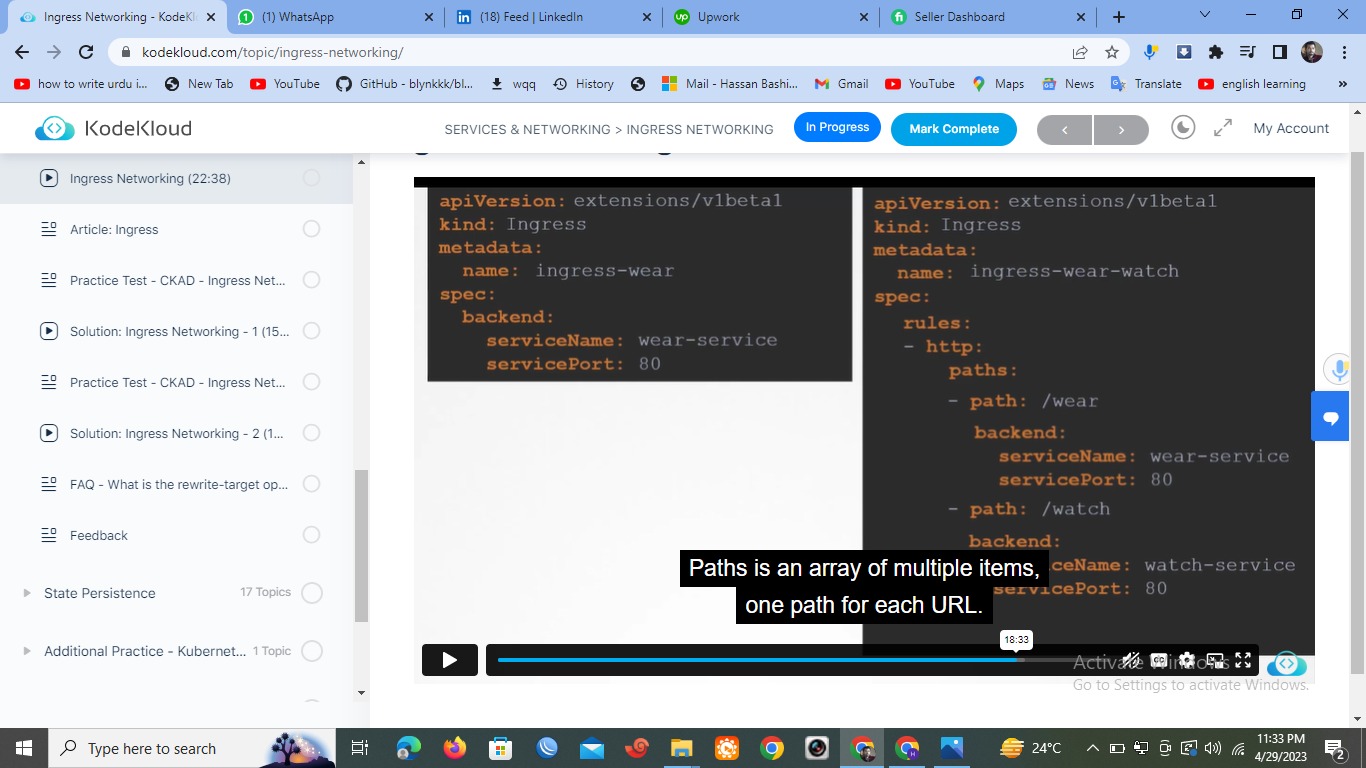 Ingress Networking - KodeKl
(1) WhatsApp
(18) Feed | LinkedIn
Upwork
Seller Dashboard
kodekloud.com/topic/ingress-networking/
how to write urdu i...
New Tab
YouTube
GitHub - blynkkk/bl...
wqq
History
Mail - Hassan Bashi...
Gmail
YouTube
Maps
News
Translate
english learning
»
KodeKloud
SERVICES & NETWORKING > INGRESS NETWORKING
In Progress
Mark Complete
My Account
Ingress Networking (22:38)
Article: Ingress
Practice Test - CKAD - Ingress Net...
Solution: Ingress Networking - 1 (15...
Practice Test - CKAD - Ingress Net...
Solution: Ingress Networking - 2 (1...
FAQ - What is the rewrite-target op...
Feedback
State Persistence
17 Topics
Additional Practice - Kubernet...
1 Topic
apiVersion: extensions/v1beta1
kind: Ingress
metadata:
name: ingress-wear
spec:
backend:
serviceName: wear-service
servicePort: 80
apiVersion: extensions/v1beta1
kind: Ingress
metadata:
name: ingress-wear-watch
spec:
rules:
- http:
paths:
- path: /wear
backend:
serviceName: wear-service
servicePort: 80
- path: /watch
backend:
ceName: watch-service
servicePort: 80
Paths is an array of multiple items,
one path for each URL.
18:33
Activate Windows
Go to Settings to activate Windows.
Type here to search
24°C
11:33 PM
4/29/2023
2